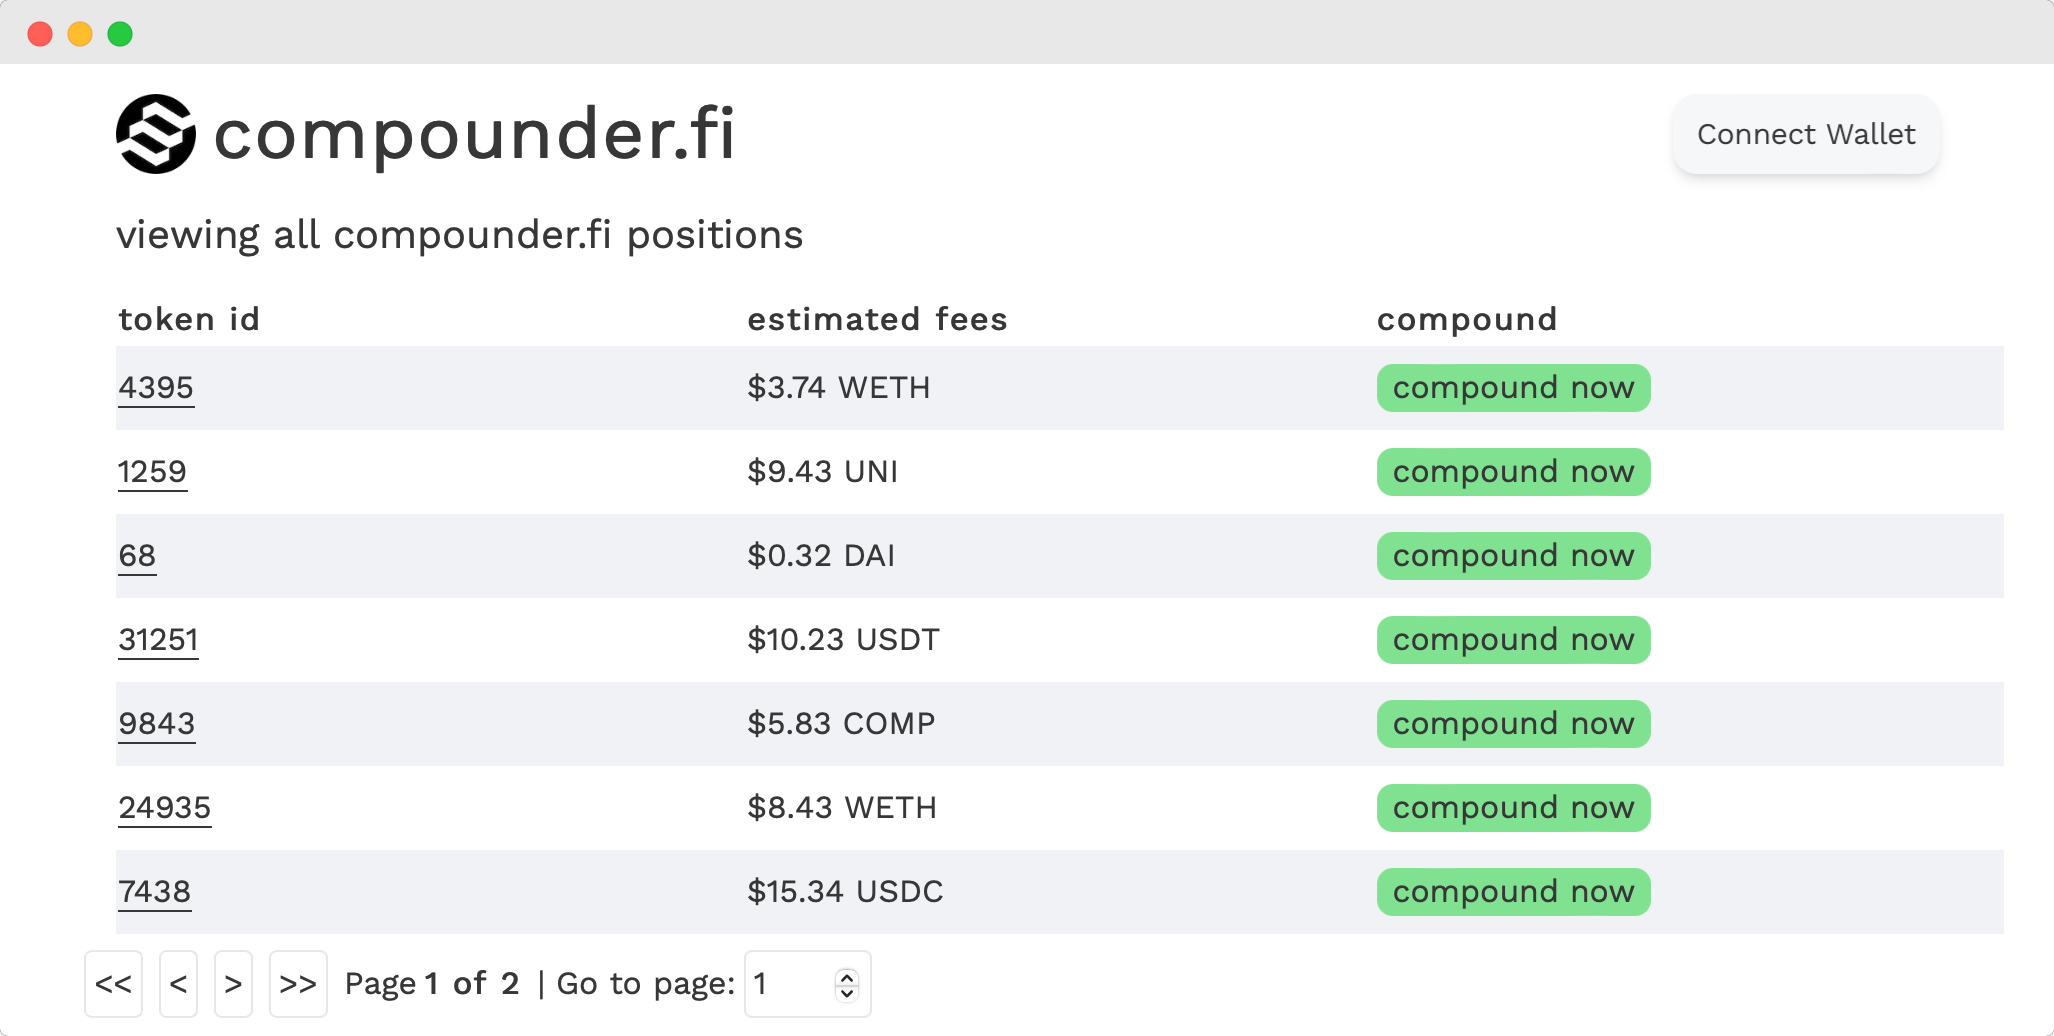 compounder.fi
Connect Wallet
viewing all compounder.fi positions
token id estimated fees compound
4395 $3.74 WETH compound now
1259 $9.43 UNI compound now
68 $0.32 DAI compound now
31251 $10.23 USDT compound now
9843 $5.83 COMP compound now
24935 $8.43 WETH compound now
7438 $15.34 USDC compound now
<< < > >> Page 1 of 2 | Go to page: 1